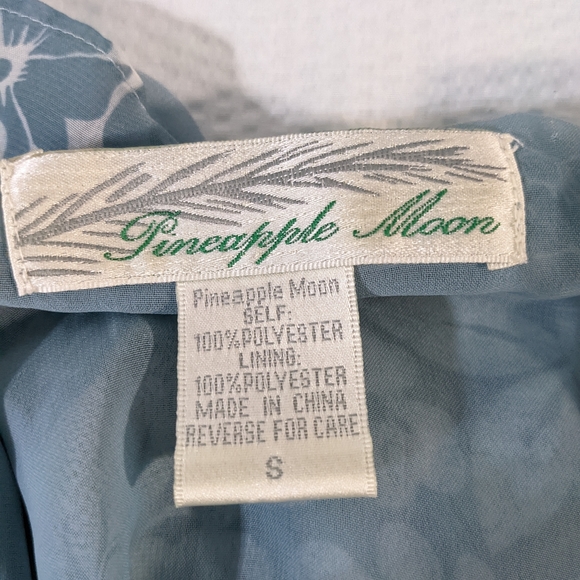 Pineapple Moon
Pineapple Moon
SELF:
100%POLYESTER
LINING:
100%POLYESTER
MADE IN CHINA
REVERSE FOR CARE
S